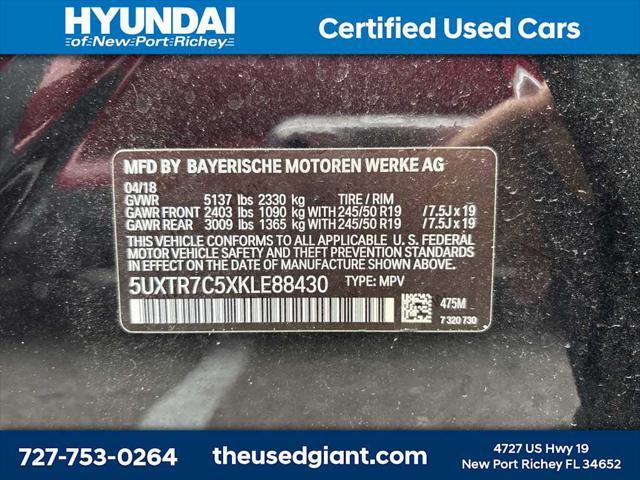 HYUNDAI
of New Port Richey
Certified Used Cars
MFD BY BAYERISCHE MOTOREN WERKE AG
04/18
GVWR 5137 lbs 2330 kg TIRE / RIM
GAWR FRONT 2403 lbs 1090 kg WITH 245/50 R19 / 7.5J x 19
GAWR REAR 3009 lbs 1365 kg WITH 245/50 R19 / 7.5J x 19
THIS VEHICLE CONFORMS TO ALL APPLICABLE U. S. FEDERAL
MOTOR VEHICLE SAFETY AND THEFT PREVENTION STANDARDS
IN EFFECT ON THE DATE OF MANUFACTURE SHOWN ABOVE.
5UXTR7C5XKLE88430 TYPE: MPV
475M
7 320 730
727-753-0264
theusedgiant.com
4727 US Hwy 19
New Port Richey FL 34652